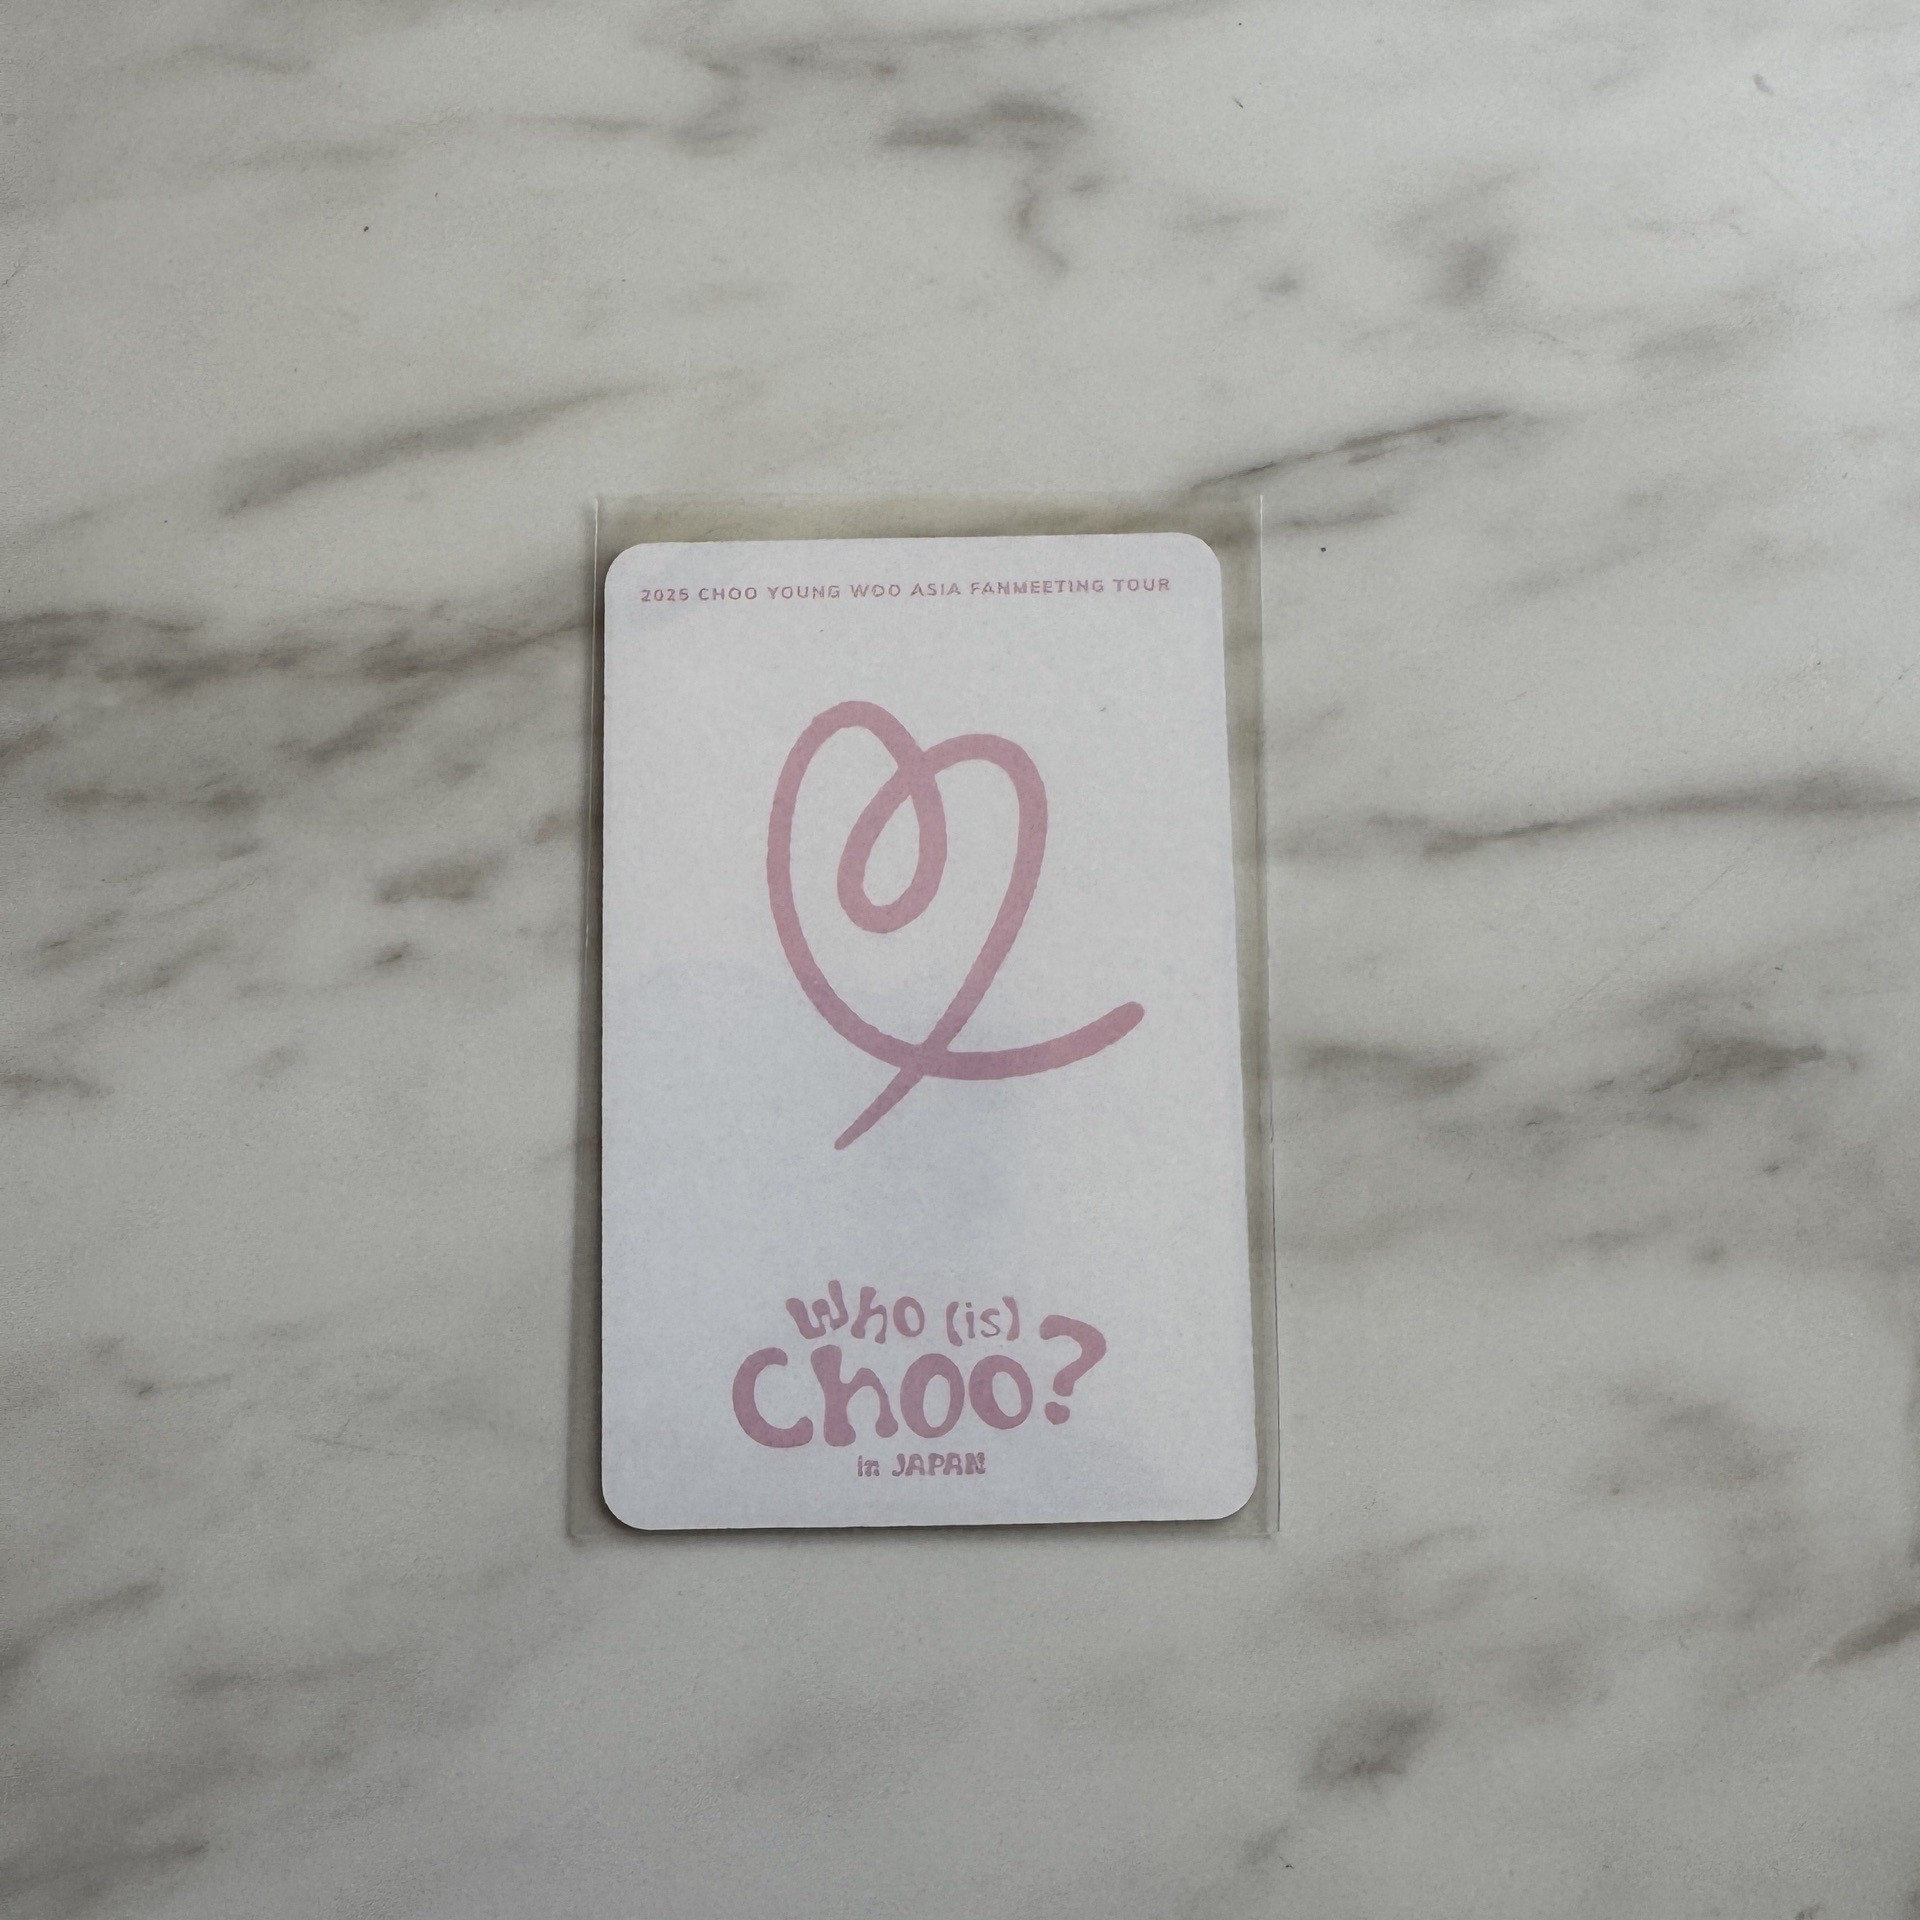 2025 CHOO YOUNG WOO ASIA FANMEETING TOUR
Who (is)
Choo?
in JAPAN